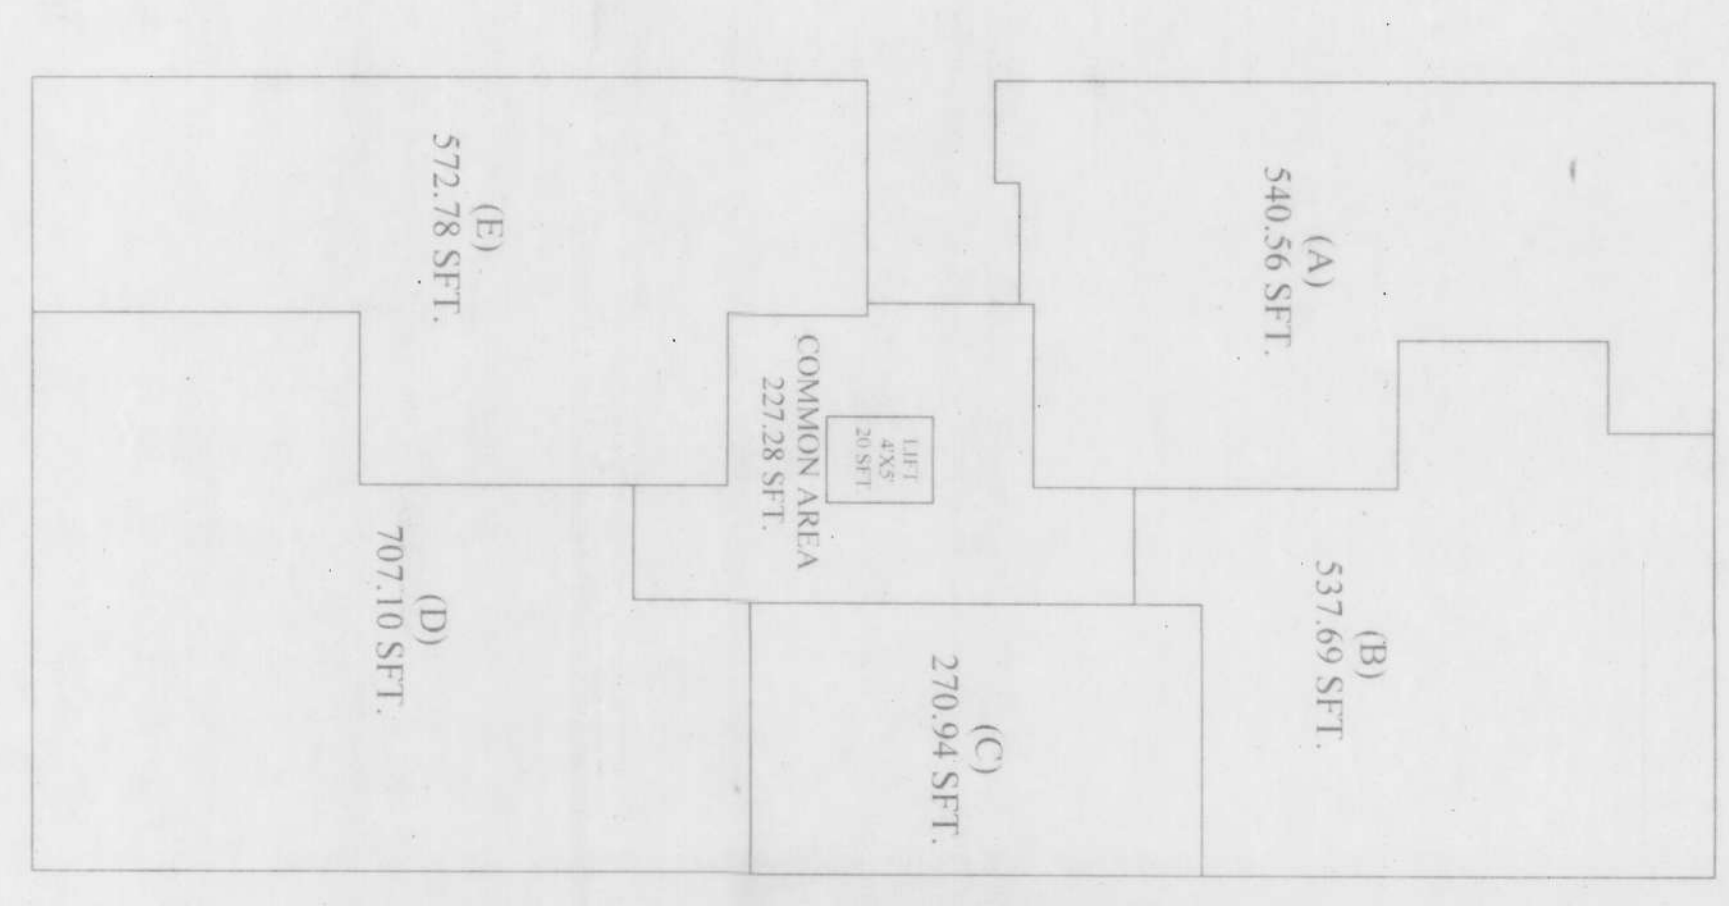 (A)
540.56 SFT.
(B)
537.69 SFT.
(C)
270.94 SFT.
(D)
707.10 SFT.
(E)
572.78 SFT.
COMMON AREA
227.28 SFT.
LIFT
4'X5'
20 SFT.